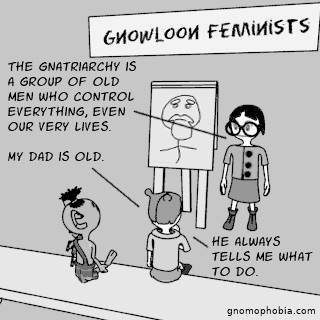 GNOWLOON FEMINISTS
THE GNATRIARCHY IS
A GROUP OF OLD
MEN WHO CONTROL
EVERYTHING, EVEN
OUR VERY LIVES.
MY DAD IS OLD.
HE ALWAYS
TELLS ME WHAT
TO DO.
gnomophobia.com